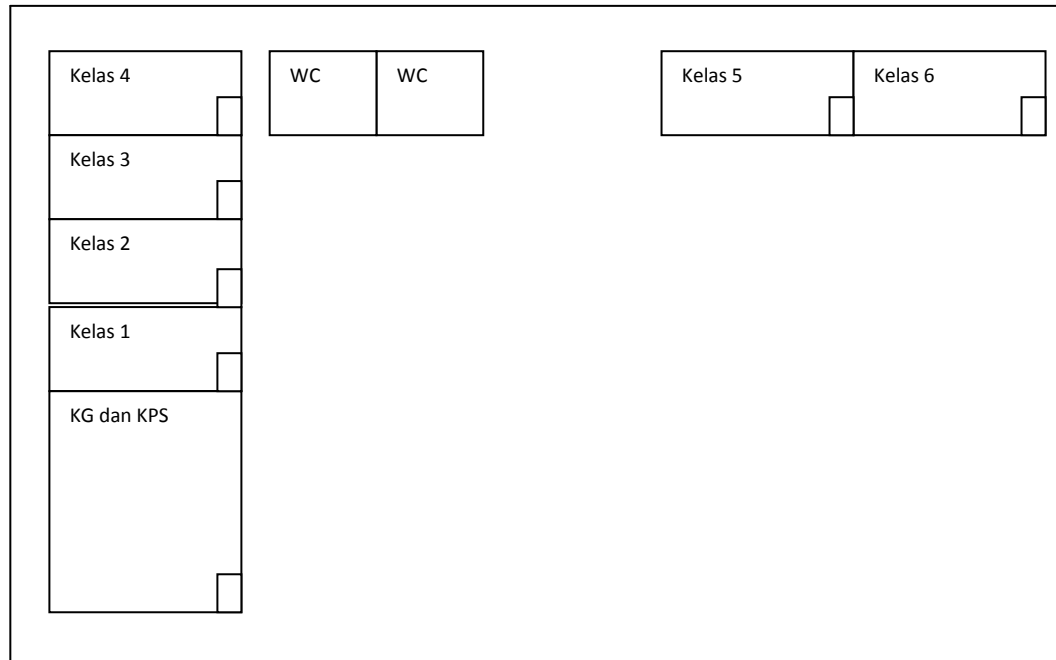 Kelas 4
WC
WC
Kelas 5
Kelas 6
Kelas 3
Kelas 2
Kelas 1
KG dan KPS